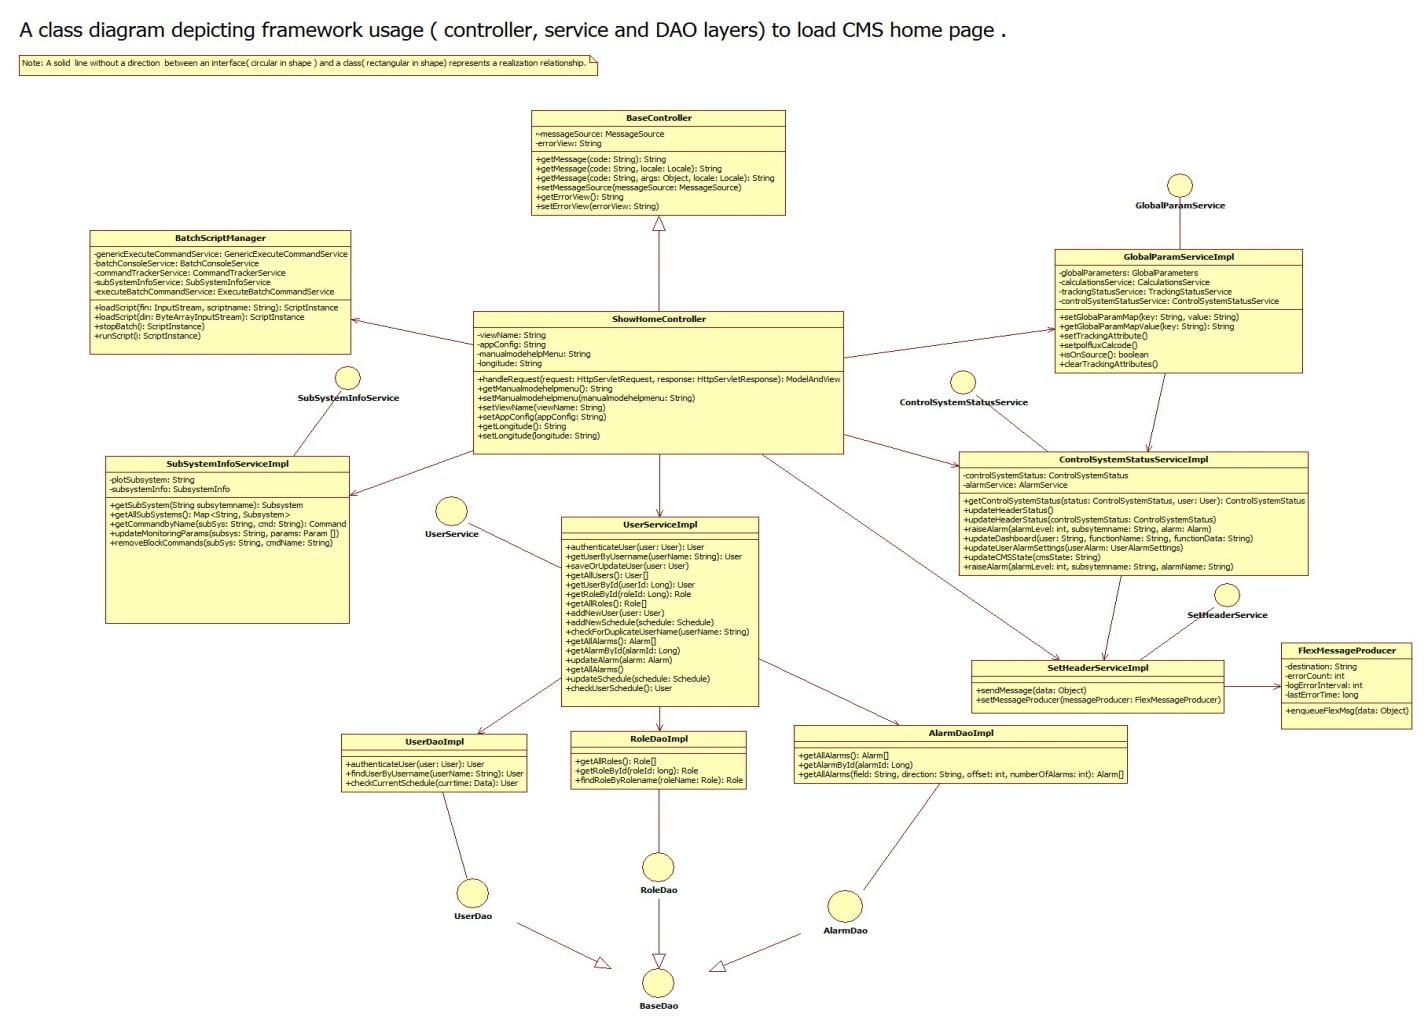 A class diagram depicting framework usage ( controller, service and DAO layers) to load CMS home page .
Note: A solid line without a direction between an interface( circular in shape ) and a class( rectangular in shape) represents a realization relationship.
BaseController
~messageSource: MessageSource
-errorView: String
+getMessage(code: String): String
+getMessage(code: String, locale: Locale): String
+getMessage(code: String, args: Object, locale: Locale): String
+setMessageSource(messageSource: MessageSource)
+getErrorView(): String
+setErrorView(errorView: String)
GlobalParamService
BatchScriptManager
-genericExecuteCommandService: GenericExecuteCommandService
-batchConsoleService: BatchConsoleService
-commandTrackerService: CommandTrackerService
-subSystemInfoService: SubSystemInfoService
-executeBatchCommandService: ExecuteBatchCommandService
+loadScript(fin: InputStream, scriptname: String): ScriptInstance
+loadScript(din: ByteArrayInputStream): ScriptInstance
+stopBatch(i: ScriptInstance)
+runScript(i: ScriptInstance)
GlobalParamServiceImpl
-globalParameters: GlobalParameters
-calculationsService: CalculationsService
-trackingStatusService: TrackingStatusService
-controlSystemStatusService: ControlSystemStatusService
+setGlobalParamMap(key: String, value: String)
+getGlobalParamMapValue(key: String): String
+setTrackingAttribute()
+setpolfluxCalcode()
+isOnSource(): boolean
+clearTrackingAttributes()
ShowHomeController
-viewName: String
-appConfig: String
-manualmodehelpMenu: String
-longitude: String
+handleRequest(request: HttpServletRequest, response: HttpServletResponse): ModelAndView
+getManualmodehelpmenu(): String
+setManualmodehelpmenu(manualmodehelpmenu: String)
+setViewName(viewName: String)
+setAppConfig(appConfig: String)
+getLongitude(): String
+setLongitude(longitude: String)
SubSystemInfoService
ControlSystemStatusService
SubSystemInfoServiceImpl
-plotSubsystem: String
-subsystemInfo: SubsystemInfo
+getSubSystem(String subsytemname): Subsystem
+getAllSubSystems(): Map<String, Subsystem>
+getCommandbyName(subSys: String, cmd: String): Command
+updateMonitoringParams(subsys: String, params: Param [])
+removeBlockCommands(subSys: String, cmdName: String)
ControlSystemStatusServiceImpl
-controlSystemStatus: ControlSystemStatus
-alarmService: AlarmService
+getControlSystemStatus(status: ControlSystemStatus, user: User): ControlSystemStatus
+updateHeaderStatus()
+updateHeaderStatus(controlSystemStatus: ControlSystemStatus)
+raiseAlarm(alarmLevel: int, subsytemname: String, alarm: Alarm)
+updateDashboard(user: String, functionName: String, functionData: String)
+updateUserAlarmSettings(userAlarm: UserAlarmSettings)
+updateCMSState(cmsState: String)
+raiseAlarm(alarmLevel: int, subsytemname: String, alarmName: String)
UserService
UserServiceImpl
+authenticateUser(user: User): User
+getUserByUsername(userName: String): User
+saveOrUpdateUser(user: User)
+getAllUsers(): User[]
+getUserById(userId: Long): User
+getRoleById(roleId: Long): Role
+getAllRoles(): Role[]
+addNewUser(user: User)
+addNewSchedule(schedule: Schedule)
+checkForDuplicateUserName(userName: String)
+getAllAlarms(): Alarm[]
+getAlarmById(alarmId: Long)
+updateAlarm(alarm: Alarm)
+getAllAlarms()
+updateSchedule(schedule: Schedule)
+checkUserSchedule(): User
SetHeaderService
SetHeaderServiceImpl
+sendMessage(data: Object)
+setMessageProducer(messageProducer: FlexMessageProducer)
FlexMessageProducer
-destination: String
-errorCount: int
-logErrorInterval: int
-lastErrorTime: long
+enqueueFlexMsg(data: Object)
UserDaoImpl
+authenticateUser(user: User): User
+findUserByUsername(userName: String): User
+checkCurrentSchedule(currtime: Data): User
RoleDaoImpl
+getAllRoles(): Role[]
+getRoleById(roleId: long): Role
+findRoleByRolename(roleName: Role): Role
AlarmDaoImpl
+getAllAlarms(): Alarm[]
+getAlarmById(alarmId: Long)
+getAllAlarms(field: String, direction: String, offset: int, numberOfAlarms: int): Alarm[]
UserDao
RoleDao
AlarmDao
BaseDao